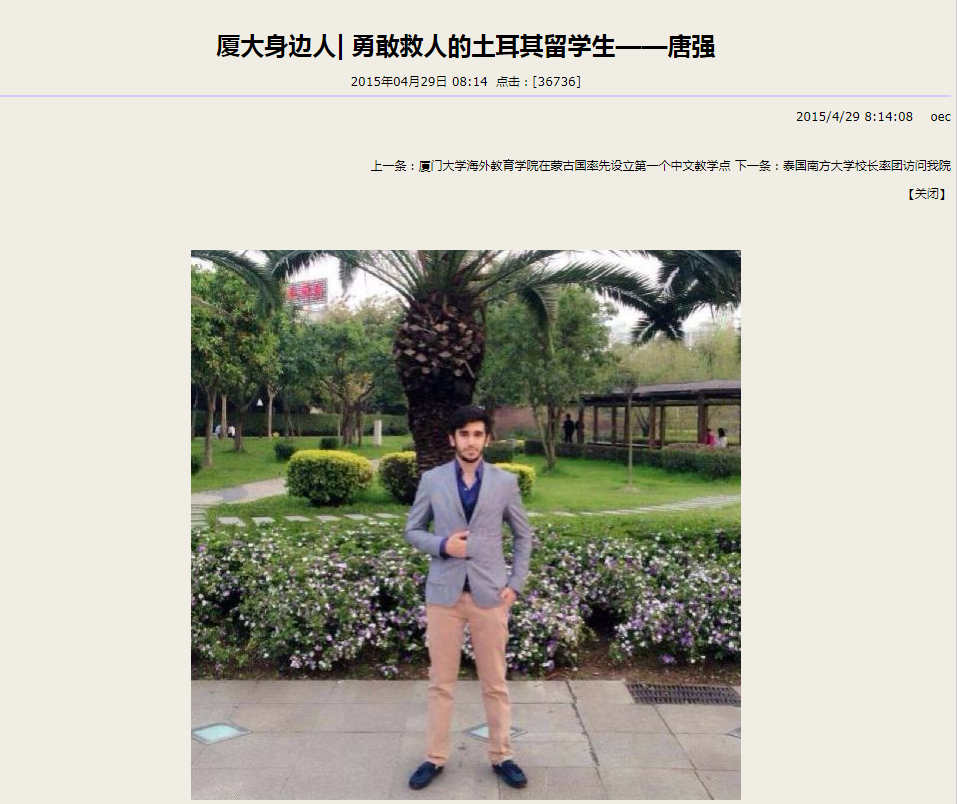 厦大身边人| 勇敢救人的土耳其留学生——唐强
2015年04月29日 08:14 点击：[36736]
2015/4/29 8:14:08 oec
上一条：厦门大学海外教育学院在蒙古国率先设立第一个中文教学点 下一条：泰国南方大学校长率团访问我院
【关闭】